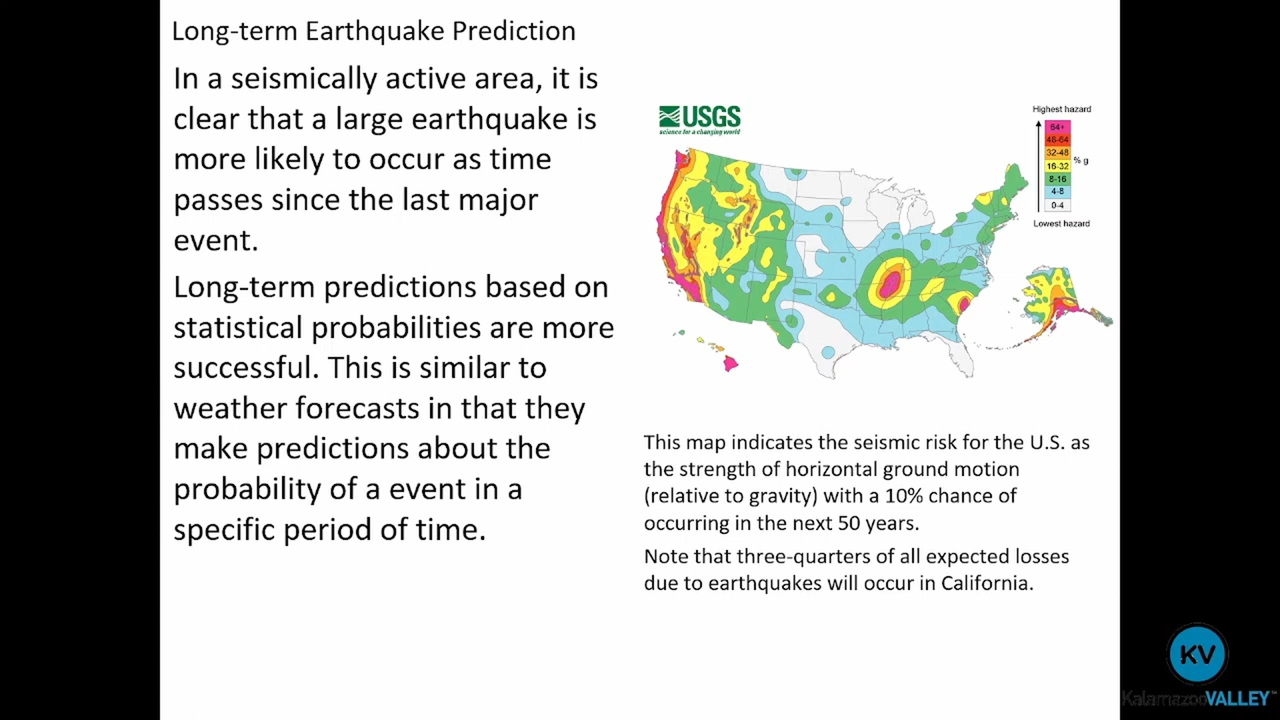 Long-term Earthquake Prediction
In a seismically active area, it is
clear that a large earthquake is
more likely to occur as time
passes since the last major
event.
Long-term predictions based on
statistical probabilities are more
successful. This is similar to
weather forecasts in that they
make predictions about the
probability of a event in a
specific period of time.
USGS
science for a changing world
Highest hazard
64+
48-64
32-48
16-32
8-16
4-8
0-4
% g
Lowest hazard
This map indicates the seismic risk for the U.S. as
the strength of horizontal ground motion
(relative to gravity) with a 10% chance of
occurring in the next 50 years.
Note that three-quarters of all expected losses
due to earthquakes will occur in California.
KV
KalamazooVALLEY™